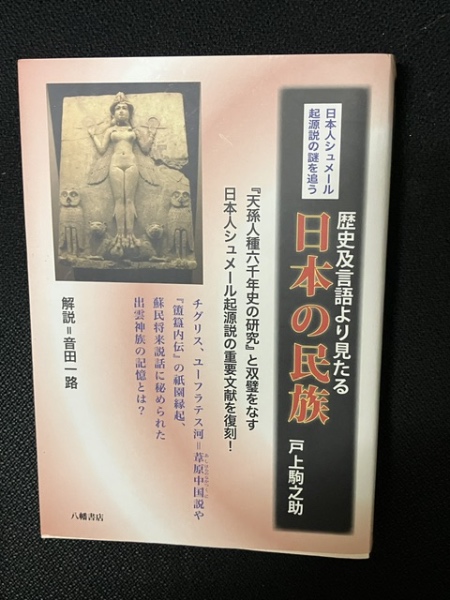 日本人シュメール
起源説の謎を追う
歴史及言語より見たる
日本の民族
戸上駒之助
『天孫人種六千年史の研究』と双璧をなす
日本人シュメール起源説の重要文献を復刻！
チグリス、ユーフラテス河＝葦原中国説や
『簠簋内伝』の祇園縁起、
蘇民将来説話に秘められた
出雲神族の記憶とは？
解説＝音田一路
八幡書店